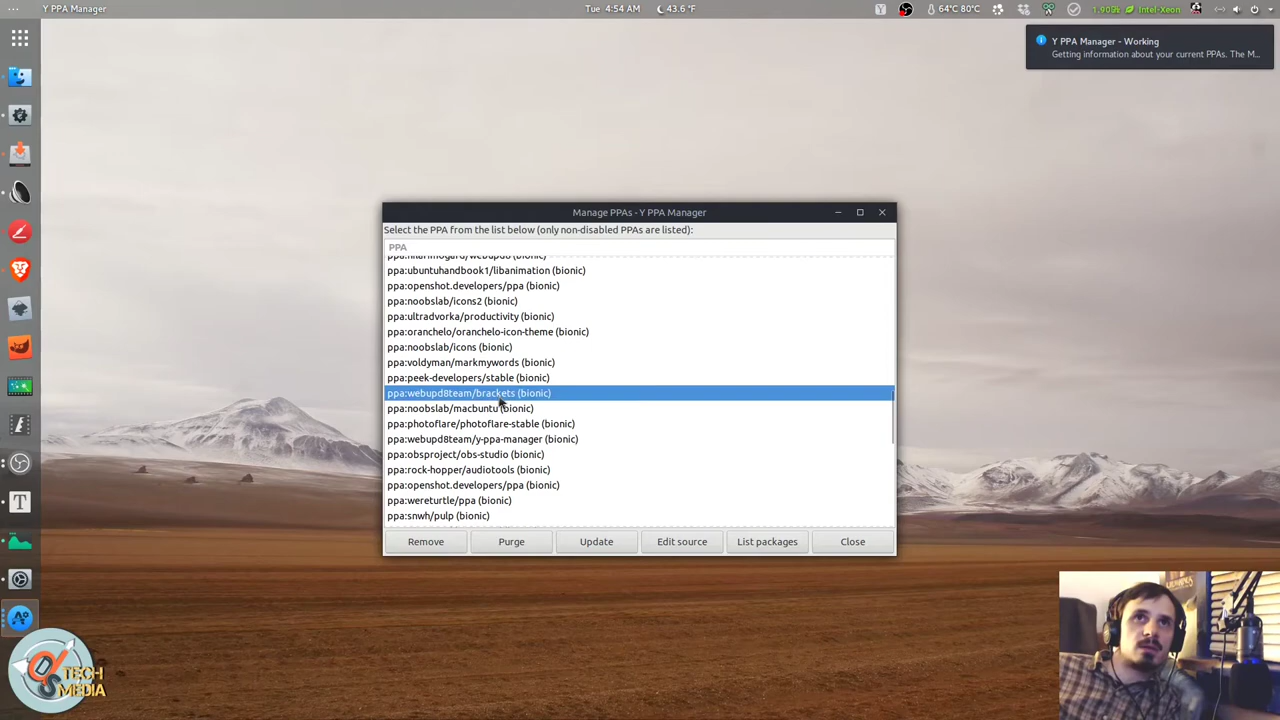 Y PPA Manager
Tue 4:54 AM
43.6 °F
Y
64°C 80°C
1.90
Intel-Xeon
Y PPA Manager - Working
Getting information about your current PPAs. The M...
Manage PPAs - Y PPA Manager
Select the PPA from the list below (only non-disabled PPAs are listed):
PPA
ppa:ubuntuhandbook1/libanimation (bionic)
ppa:openshot.developers/ppa (bionic)
ppa:noobslab/icons2 (bionic)
ppa:ultradvorka/productivity (bionic)
ppa:oranchelo/oranchelo-icon-theme (bionic)
ppa:noobslab/icons (bionic)
ppa:voldyman/markmywords (bionic)
ppa:peek-developers/stable (bionic)
ppa:webupd8team/brackets (bionic)
ppa:noobslab/macbuntu (bionic)
ppa:photoflare/photoflare-stable (bionic)
ppa:webupd8team/y-ppa-manager (bionic)
ppa:obsproject/obs-studio (bionic)
ppa:rock-hopper/audiotools (bionic)
ppa:openshot.developers/ppa (bionic)
ppa:wereturtle/ppa (bionic)
ppa:snwh/pulp (bionic)
Remove
Purge
Update
Edit source
List packages
Close
TECH
MEDIA